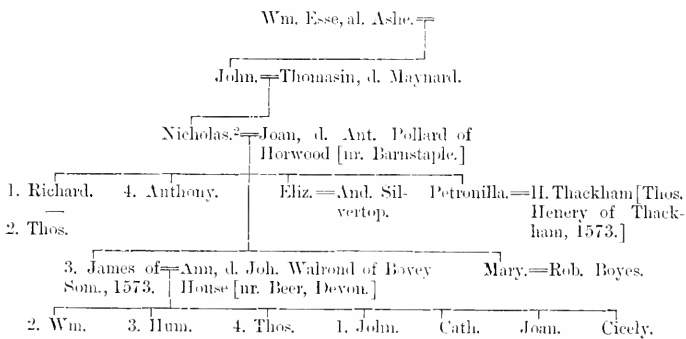 Wm. Esse, al. Ashe.=
John.=Thomasin, d. Maynard.
Nicholas.²=Joan, d. Ant. Pollard of
Horwood [nr. Barnstaple.]
1. Richard. 4. Anthony. Eliz.=And. Sil- Petronilla.=H. Thackham [Thos.
vertop. Henery of Thack-
2. Thos. ham, 1573.]
3. James of=Ann, d. Joh. Walrond of Bovey Mary.=Rob. Boyes.
Som., 1573. House [nr. Beer, Devon.]
2. Wm. 3. Hum. 4. Thos. 1. John. Cath. Joan. Cicely.